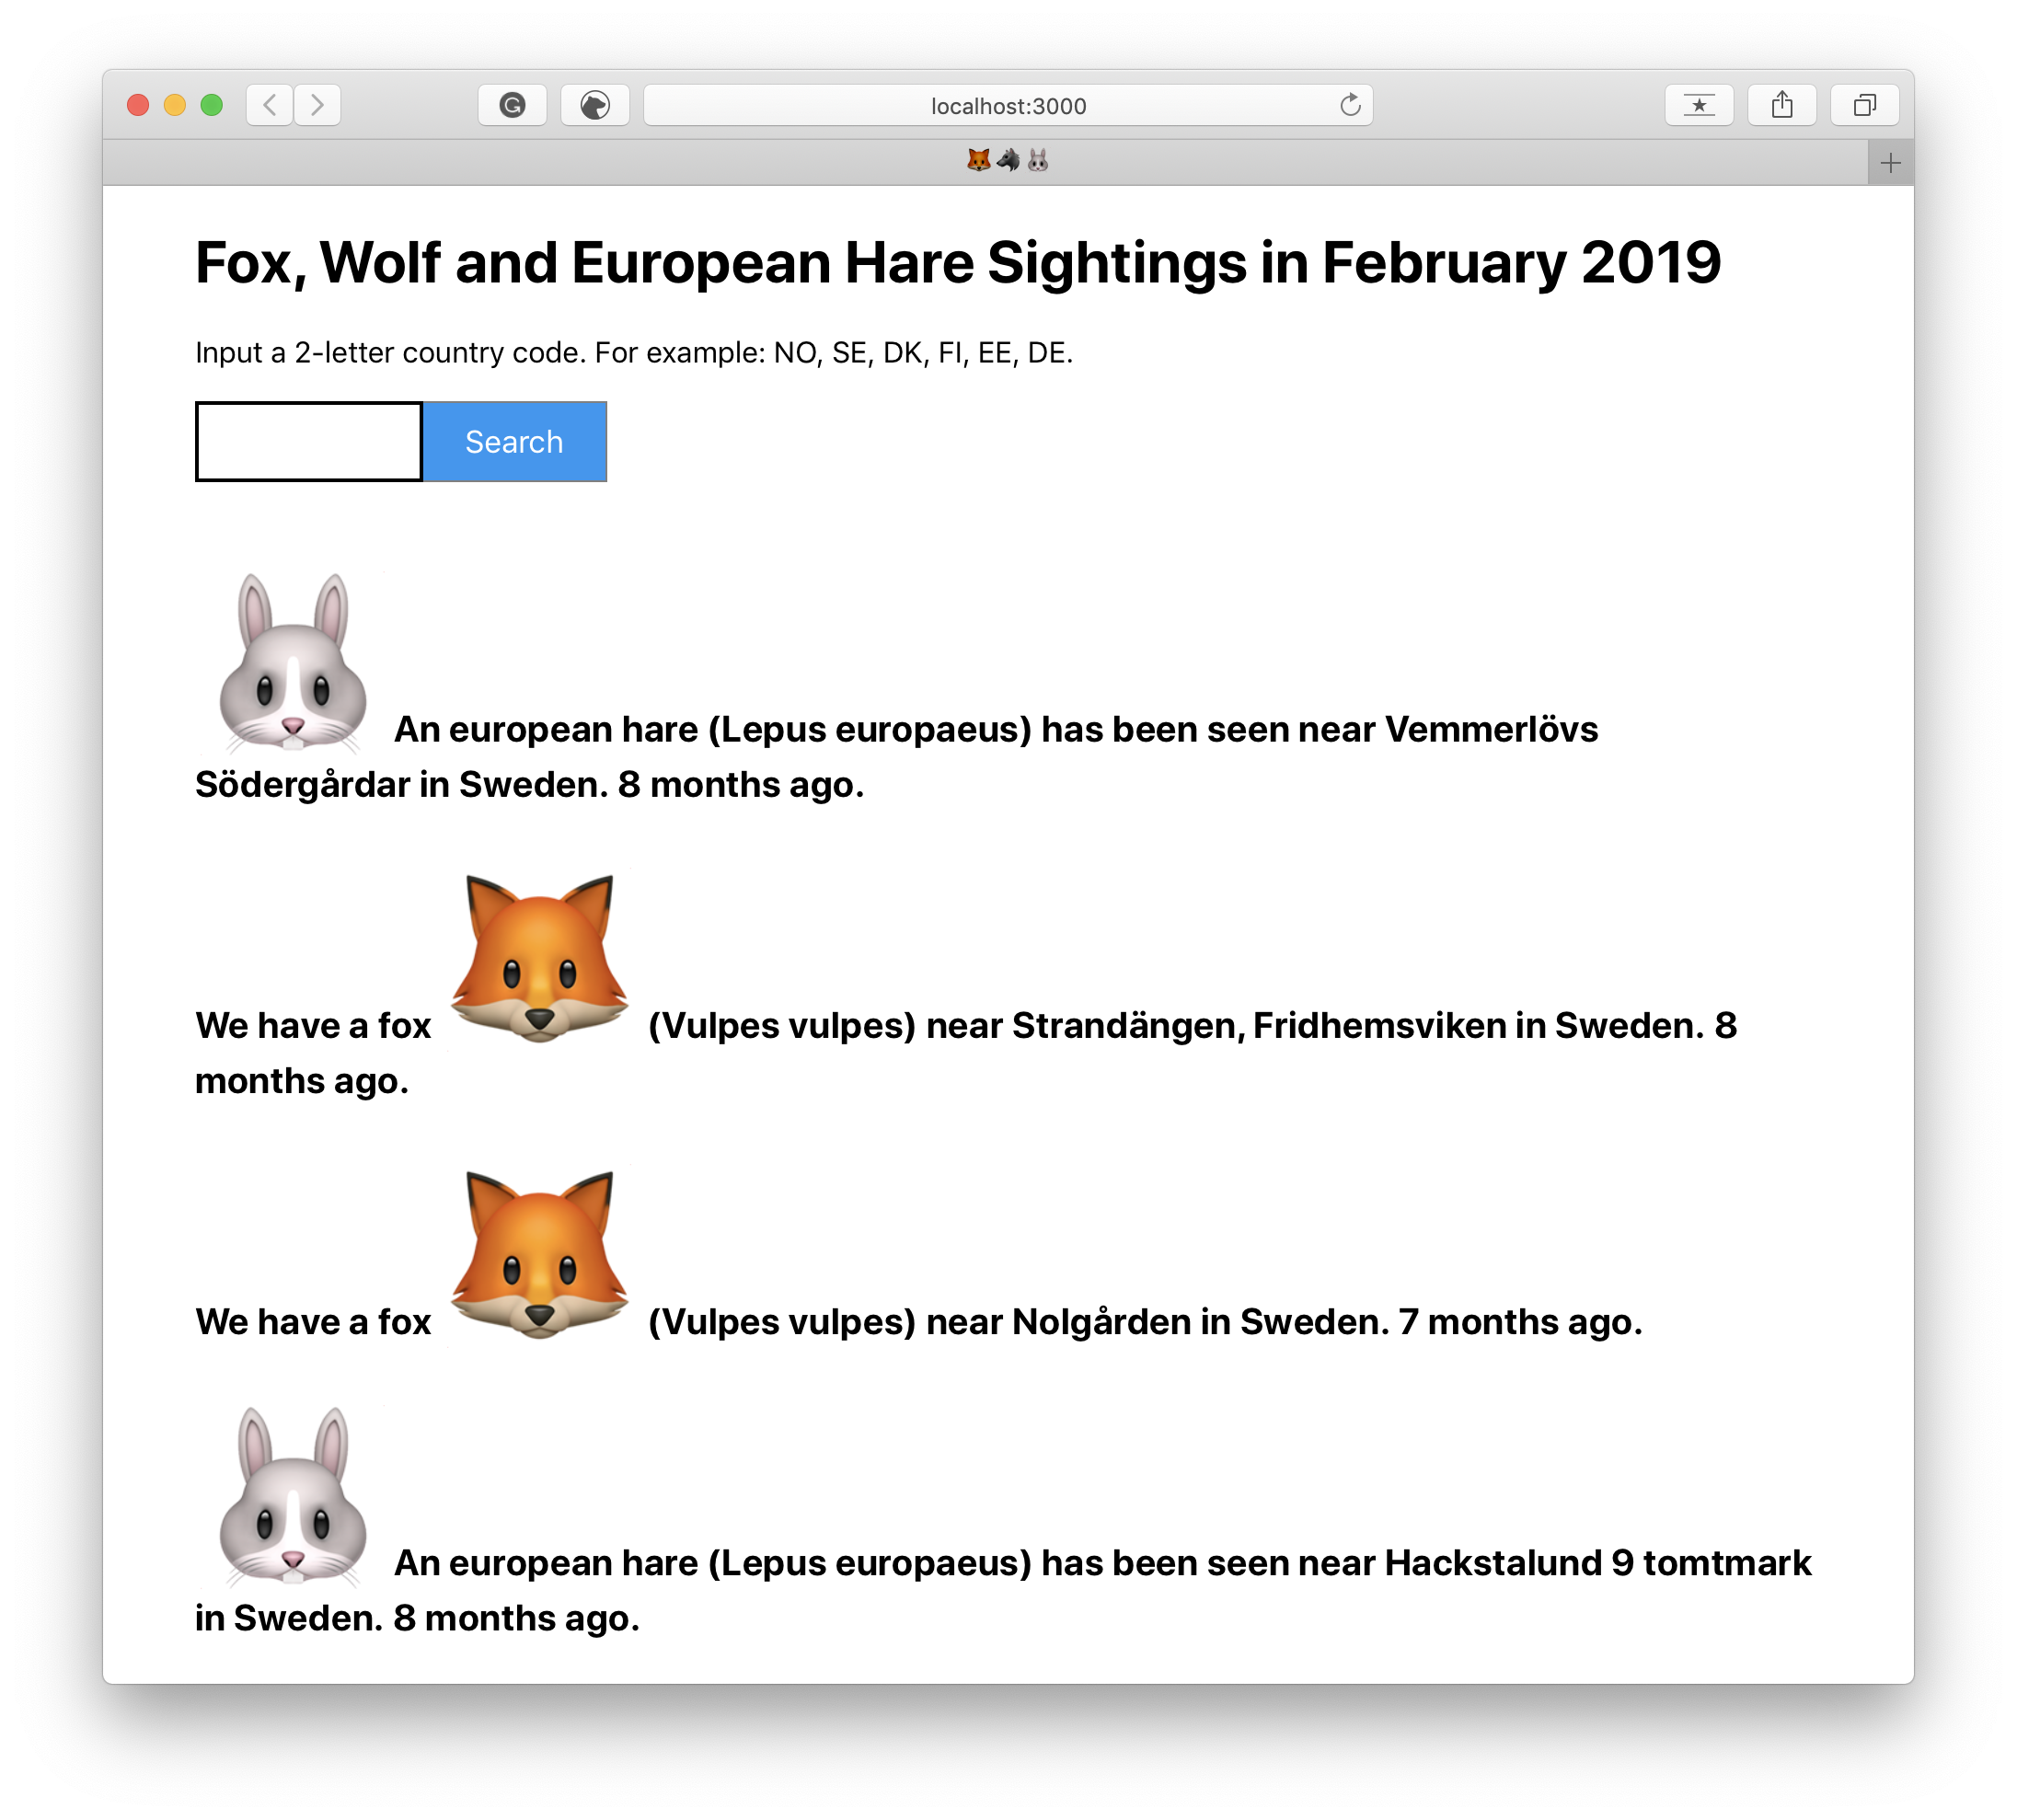 localhost:3000
🦊🐺🐰
Fox, Wolf and European Hare Sightings in February 2019
Input a 2-letter country code. For example: NO, SE, DK, FI, EE, DE.
Search
An european hare (Lepus europaeus) has been seen near Vemmerlövs
Södergårdar in Sweden. 8 months ago.
We have a fox (Vulpes vulpes) near Strandängen, Fridhemsviken in Sweden. 8
months ago.
We have a fox (Vulpes vulpes) near Nolgården in Sweden. 7 months ago.
An european hare (Lepus europaeus) has been seen near Hackstalund 9 tomtmark
in Sweden. 8 months ago.